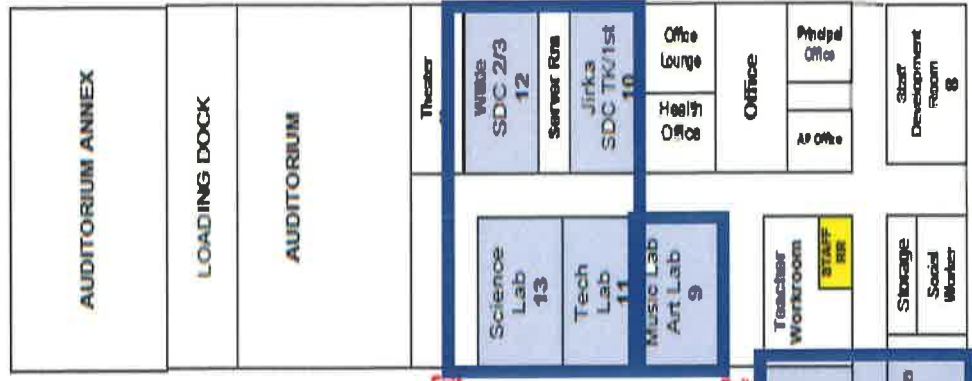 AUDITORIUM ANNEX
LOADING DOCK
AUDITORIUM
Theater
SDC 2/3
12
Server Rm
Jirka
SDC TK/1st
10
Office
Lounge
Health
Office
Office
Principal
Office
AP Office
Staff
Development
Room
8
Science
Lab
13
Tech
Lab
11
Music Lab
Art Lab
9
Teacher
Workroom
STAFF
RR
Storage
Social
Worker